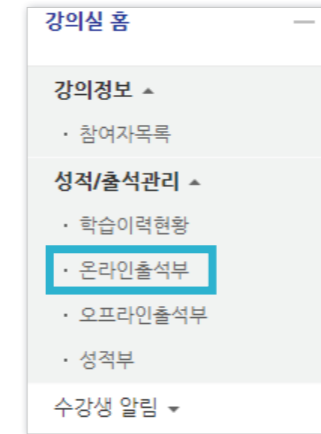 강의실 홈
강의정보 ▲
· 참여자목록
성적/출석관리 ▲
· 학습이력현황
· 온라인출석부
· 오프라인출석부
· 성적부
수강생 알림 ▼